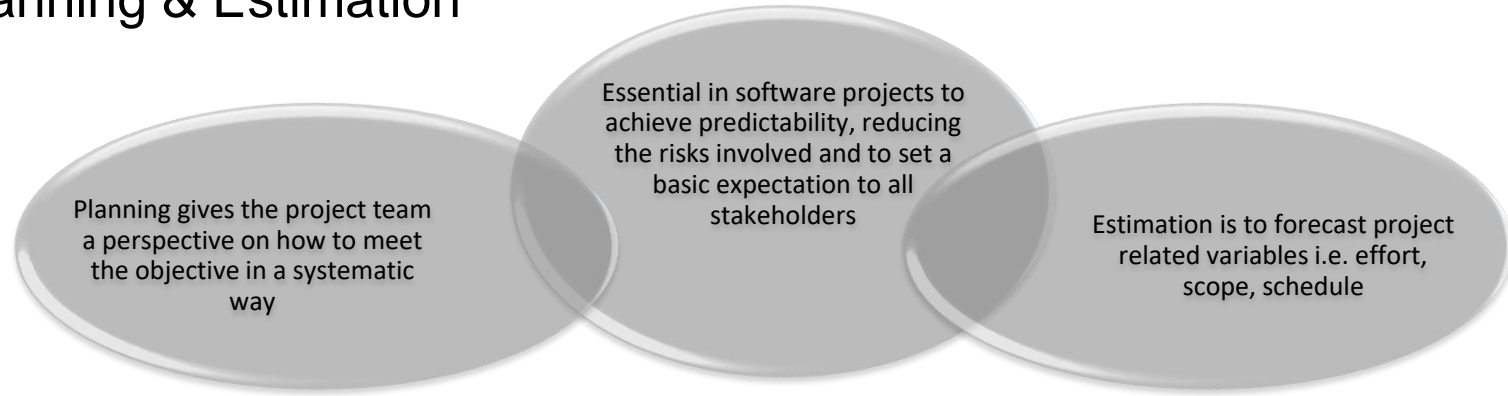 anning & Estimation
Planning gives the project team
a perspective on how to meet
the objective in a systematic
way
Essential in software projects to
achieve predictability, reducing
the risks involved and to set a
basic expectation to all
stakeholders
Estimation is to forecast project
related variables i.e. effort,
scope, schedule